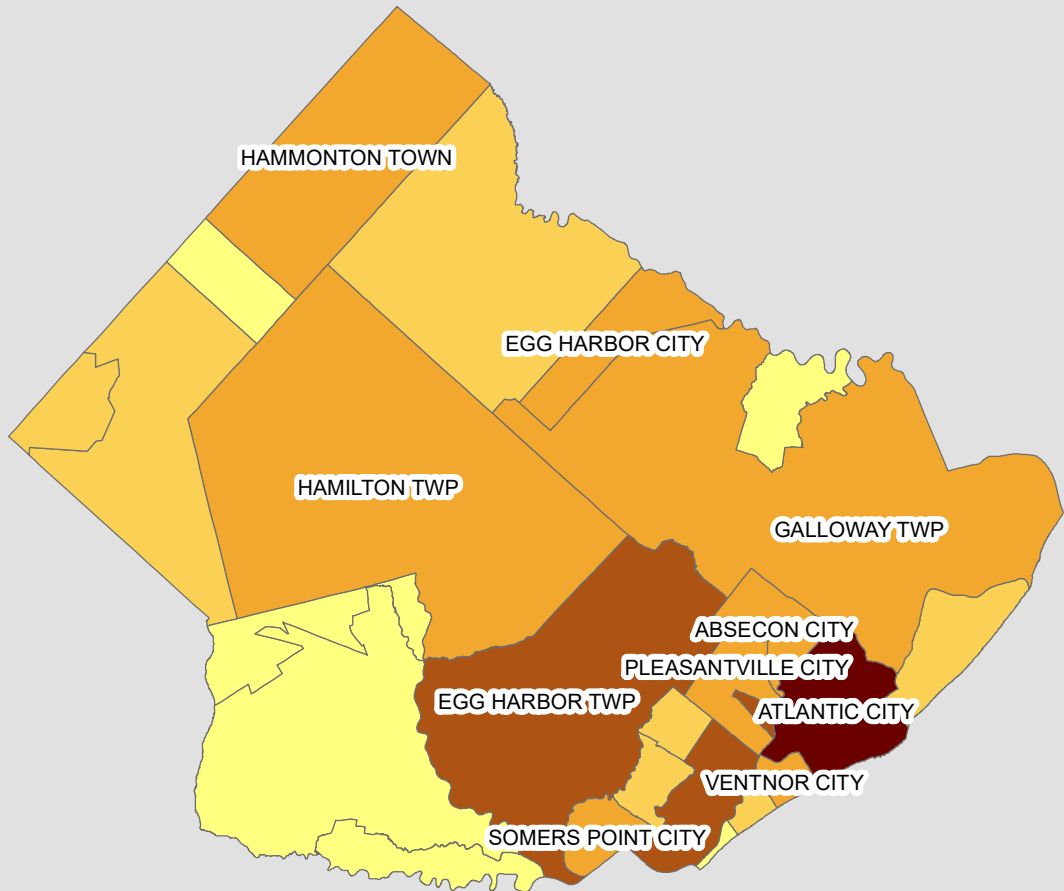 HAMMONTON TOWN
EGG HARBOR CITY
HAMILTON TWP
GALLOWAY TWP
ABSECON CITY
PLEASANTVILLE CITY
EGG HARBOR TWP
ATLANTIC CITY
VENTNOR CITY
SOMERS POINT CITY